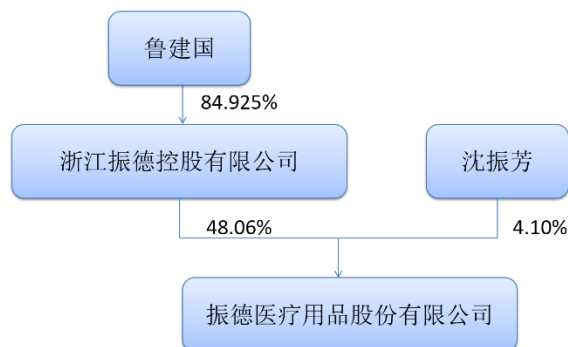 鲁建国
84.925%
浙江振德控股有限公司
沈振芳
48.06%
4.10%
振德医疗用品股份有限公司